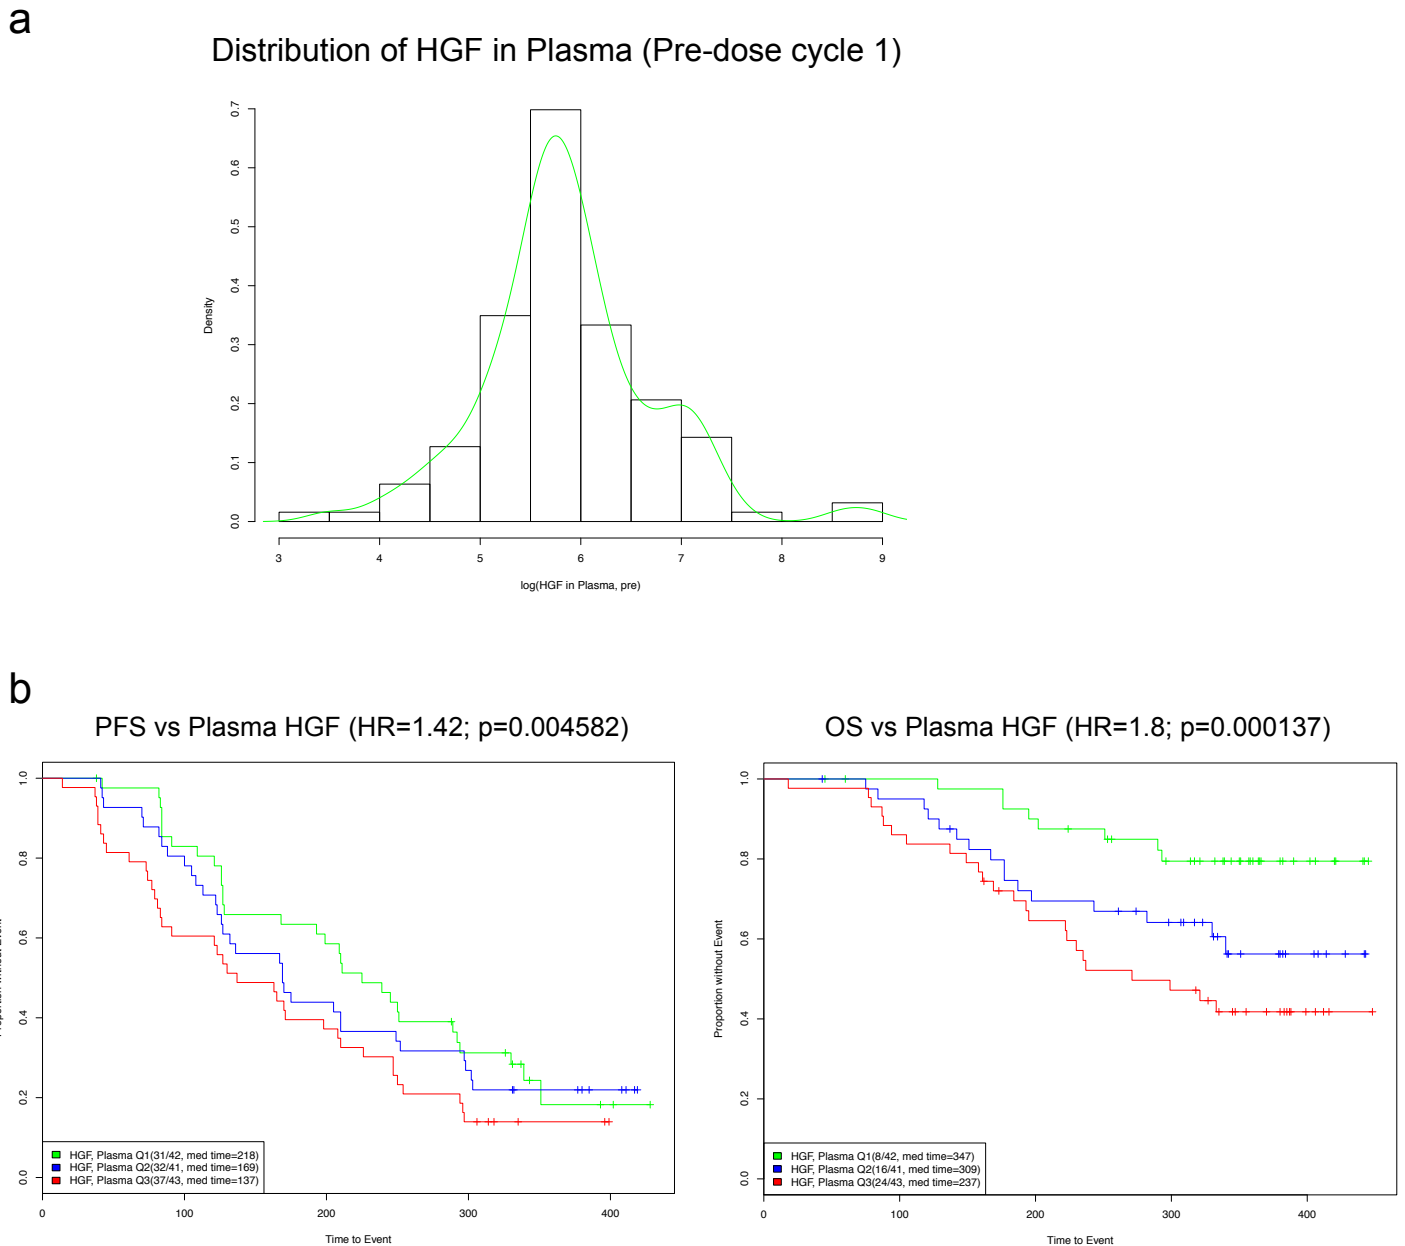 a
Distribution of HGF in Plasma (Pre-dose cycle 1)
0.7
0.6
0.5
0.4
0.3
0.2
0.1
0.0
Density
3 4 5 6 7 8 9
log(HGF in Plasma, pre)
b
PFS vs Plasma HGF (HR=1.42; p=0.004582)
1.0
0.8
0.6
0.4
0.2
0.0
HGF, Plasma Q1(31/42, med time=218)
HGF, Plasma Q2(32/41, med time=169)
HGF, Plasma Q3(37/43, med time=137)
0 100 200 300 400
Time to Event
OS vs Plasma HGF (HR=1.8; p=0.000137)
Proportion without Event
1.0
0.8
0.6
0.4
0.2
0.0
HGF, Plasma Q1(8/42, med time=347)
HGF, Plasma Q2(16/41, med time=309)
HGF, Plasma Q3(24/43, med time=237)
0 100 200 300 400
Time to Event